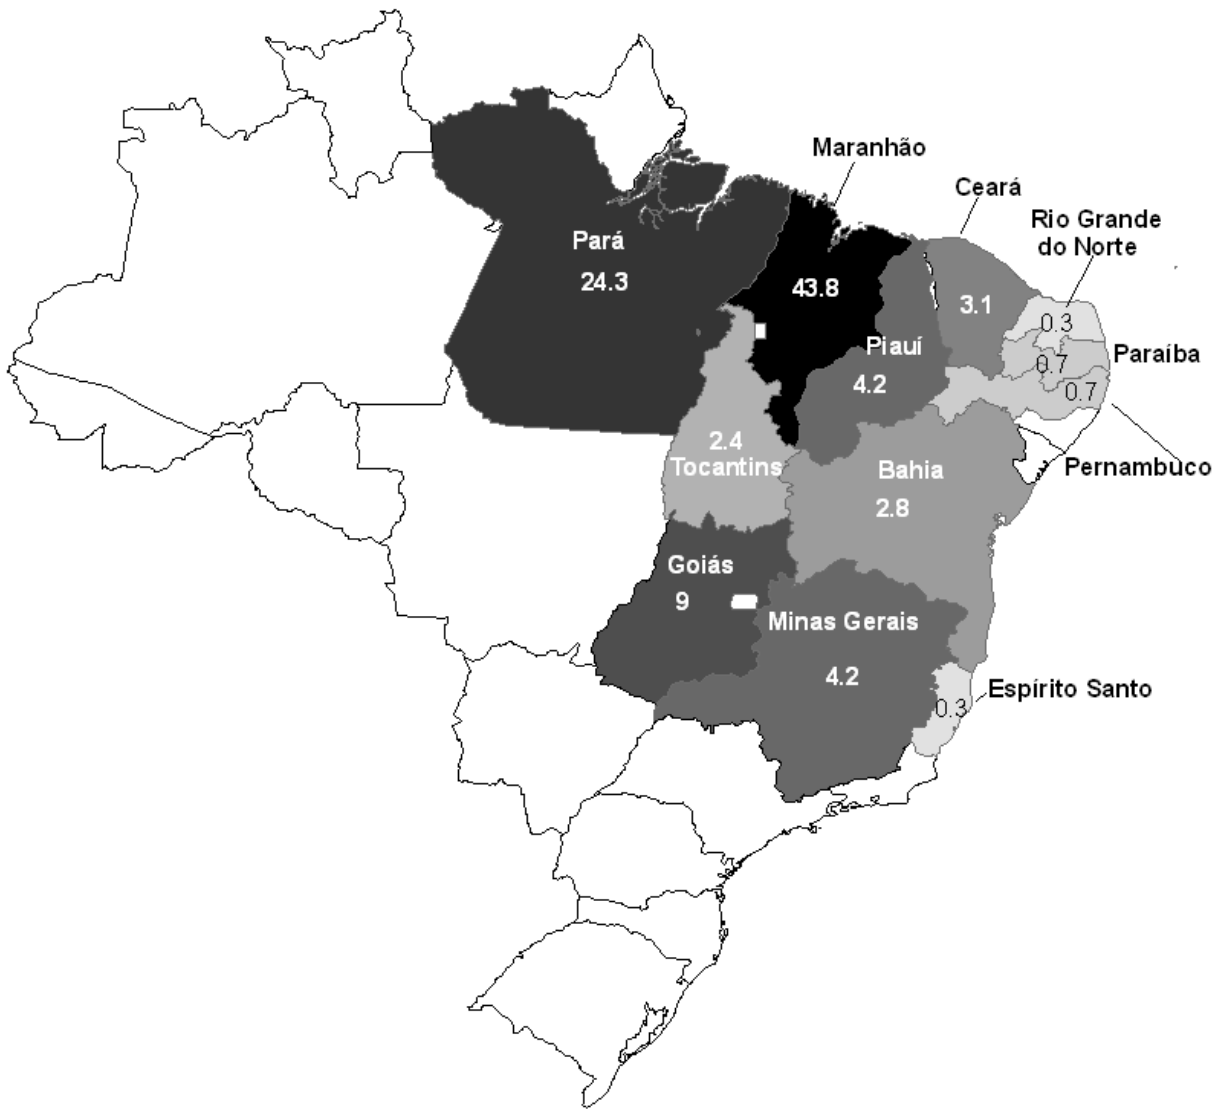 Maranhão
Ceará
Rio Grande
do Norte
Pará
24.3
43.8
3.1
0.3
Piauí
4.2
0.7
Paraíba
0.7
2.4
Tocantins
Bahia
2.8
Pernambuco
Goiás
9
Minas Gerais
4.2
Espírito Santo
0.3